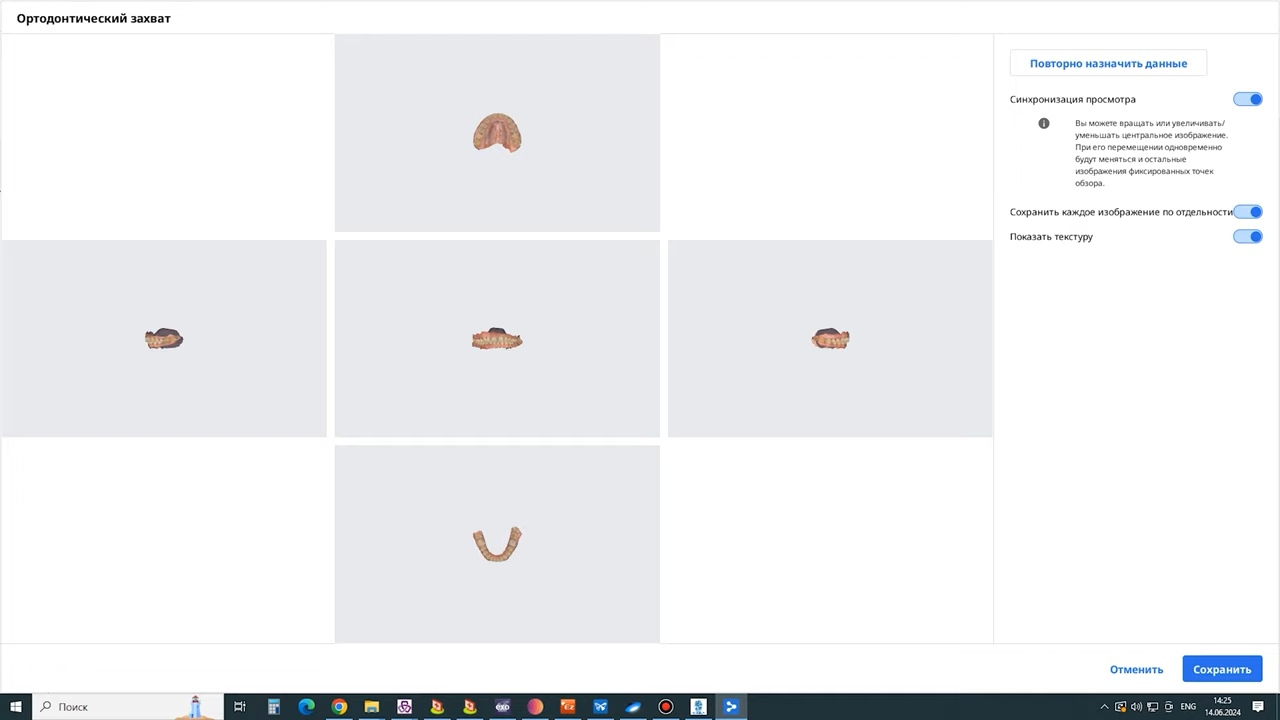 Ортодонтический захват
Повторно назначить данные
Синхронизация просмотра
Вы можете вращать или увеличивать/
уменьшать центральное изображение.
При его перемещении одновременно
будут меняться и остальные
изображения фиксированных точек
обзора.
Сохранить каждое изображение по отдельности
Показать текстуру
Отменить
Сохранить
Поиск
exo
ENG
14:25
14.06.2024